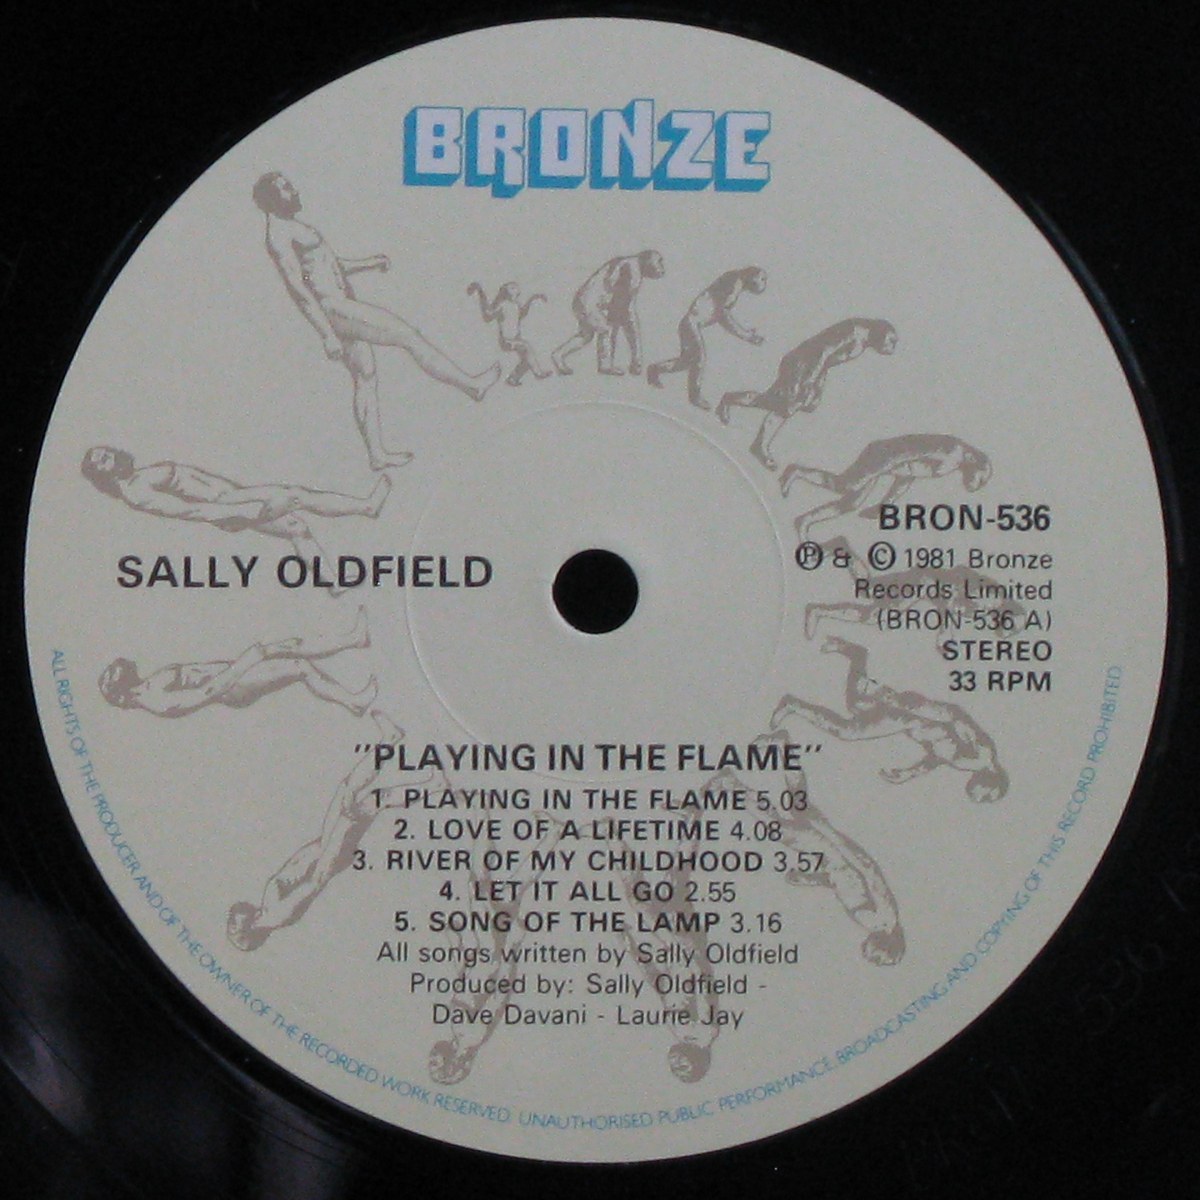 BRONZE
SALLY OLDFIELD
BRON-536
Ⓟ & © 1981 Bronze
Records Limited
(BRON-536 A)
STEREO
33 RPM
"PLAYING IN THE FLAME"
1. PLAYING IN THE FLAME 5.03
2. LOVE OF A LIFETIME 4.08
3. RIVER OF MY CHILDHOOD 3.57
4. LET IT ALL GO 2.55
5. SONG OF THE LAMP 3.16
All songs written by Sally Oldfield
Produced by: Sally Oldfield -
Dave Davani - Laurie Jay
ALL RIGHTS OF THE PRODUCER AND OF THE OWNER OF THE RECORDED WORK RESERVED. UNAUTHORISED PUBLIC PERFORMANCE, BROADCASTING AND COPYING OF THIS RECORD PROHIBITED